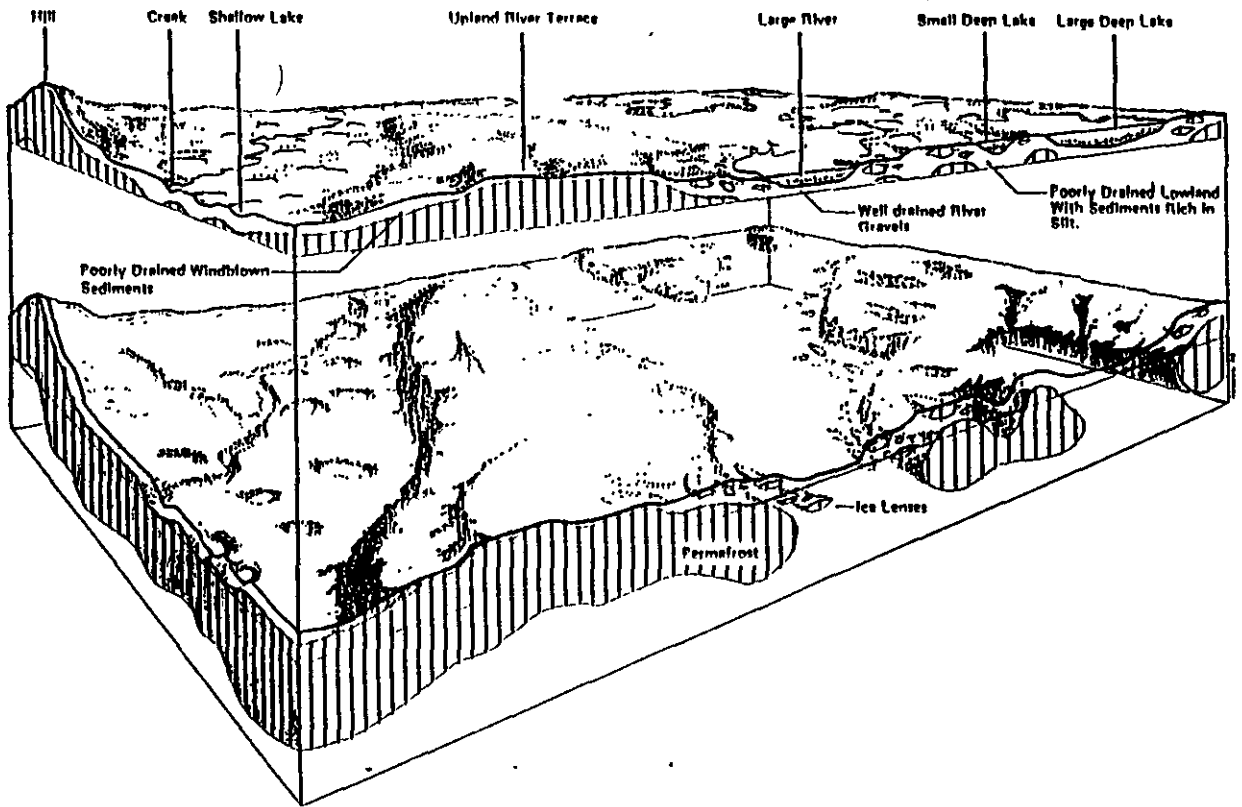 Hill
Creek
Shallow Lake
Upland River Terrace
Large River
Small Deep Lake
Large Deep Lake
Poorly Drained Lowland
With Sediments Rich in
Silt.
Well drained River
Gravels
Poorly Drained Windblown
Sediments
Ice Lenses
Permafrost